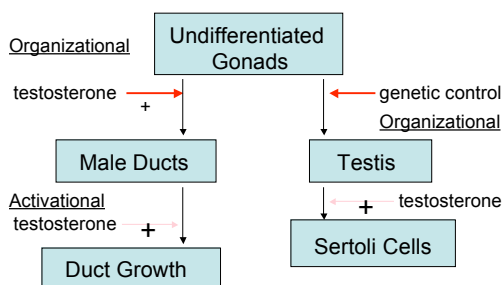 Undifferentiated
Gonads
Organizational
testosterone
+
genetic control
Organizational
Male Ducts
Testis
Activational
testosterone
+
testosterone
+
Duct Growth
Sertoli Cells